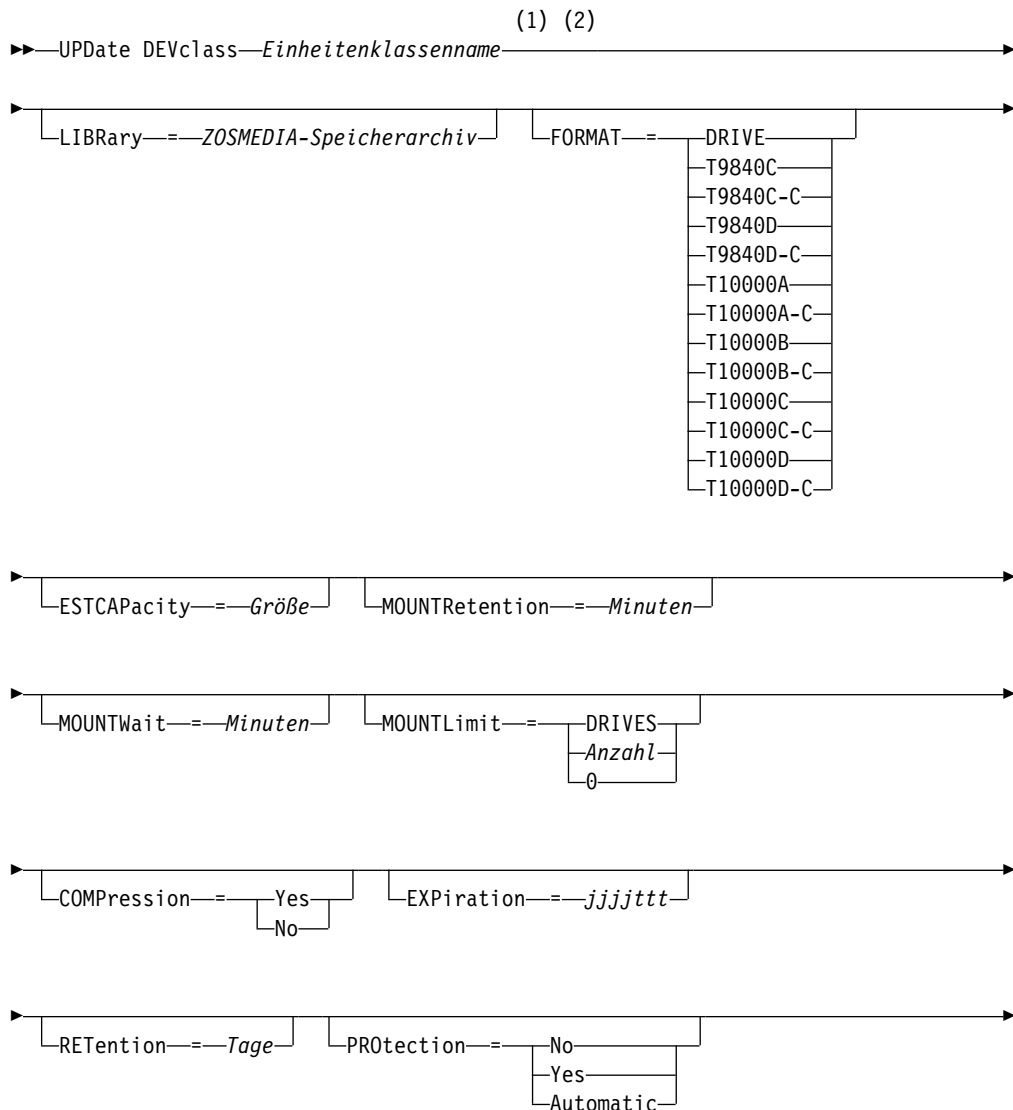 (1) (2)
UPDate DEVclass Einheitenklassenname
LIBRary = ZOSMEDIA-Speicherarchiv FORMAT = DRIVE
T9840C
T9840C-C
T9840D
T9840D-C
T10000A
T10000A-C
T10000B
T10000B-C
T10000C
T10000C-C
T10000D
T10000D-C
ESTCAPacity = Größe MOUNTRetention = Minuten
MOUNTWait = Minuten MOUNTLimit = DRIVES
Anzahl
0
COMPression = Yes EXPiration = jjjjttt
No
RETention = Tage PROtection = No
Yes
Automatic